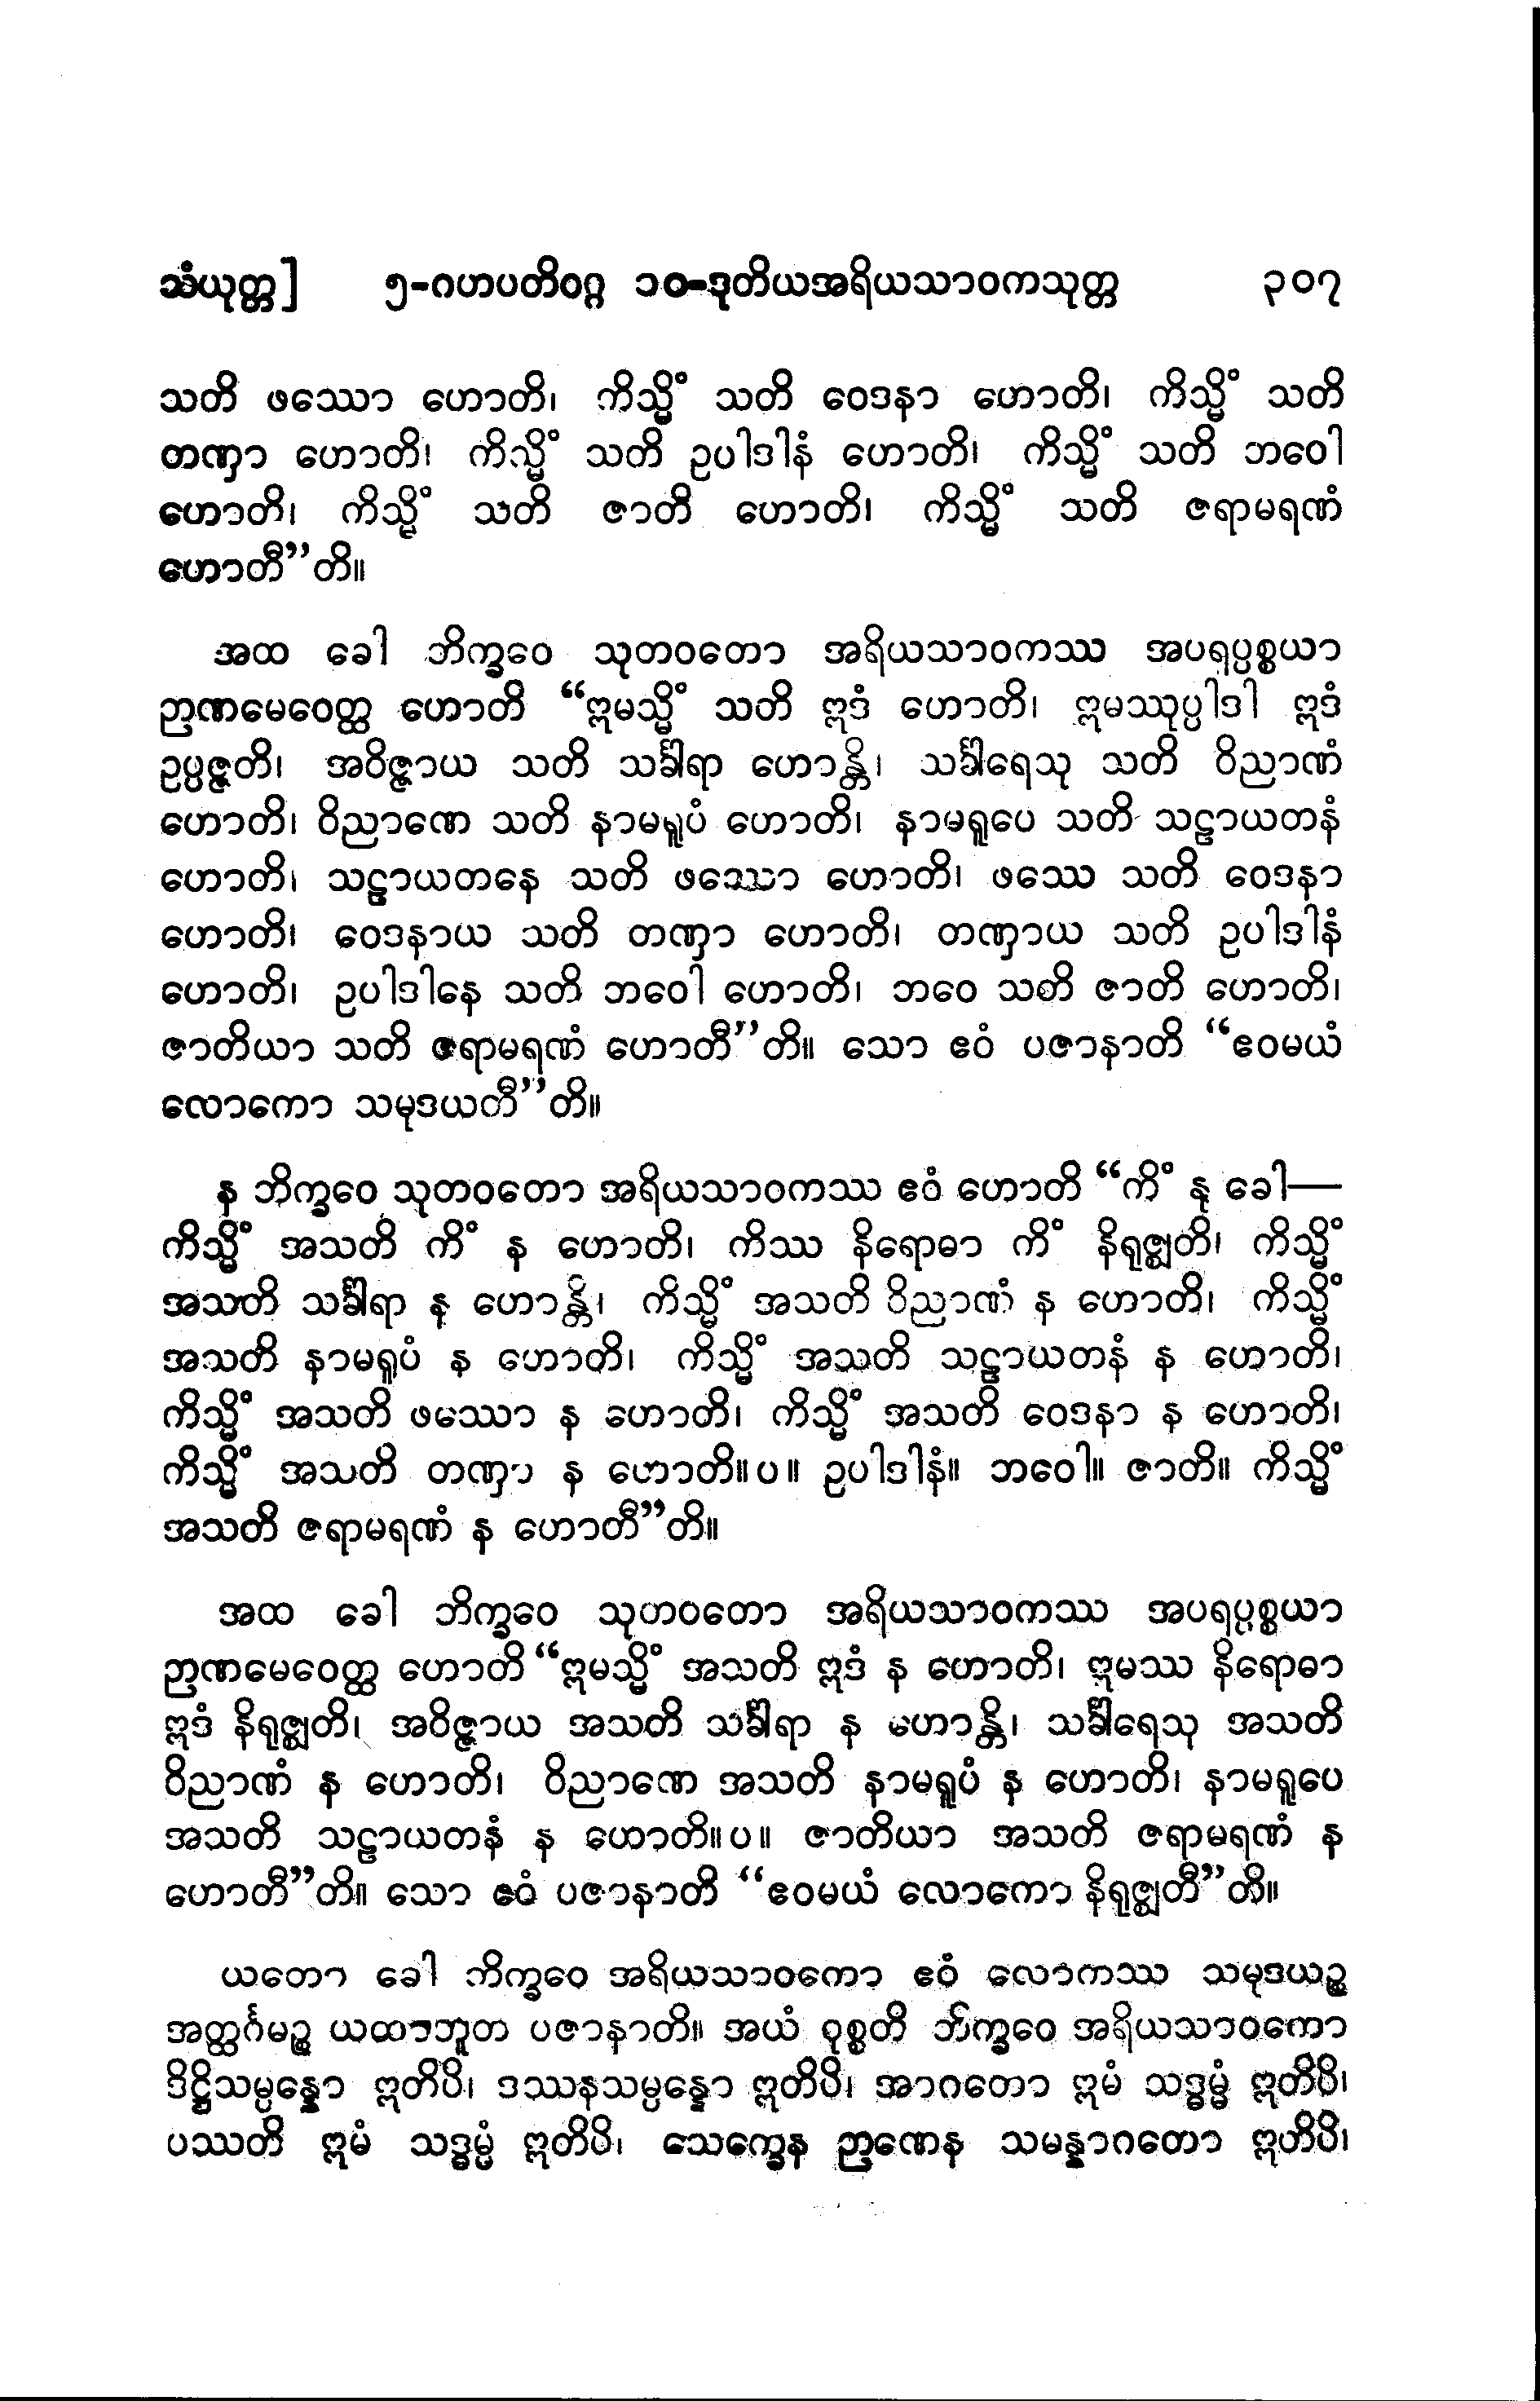 သံယုတ္တ] ၅-ဂဟပတိဝဂ္ဂ ၁၀-ဒုတိယအရိယသာဝကသုတ္တ ၃၀၇
သတိ ဖဿော ဟောတိ၊ ကိသ္မိံ သတိ ဝေဒနာ ဟောတိ၊ ကိသ္မိံ သတိ
တဏှာ ဟောတိ၊ ကိသ္မိံ သတိ ဥပါဒါနံ ဟောတိ၊ ကိသ္မိံ သတိ ဘဝေါ
ဟောတိ၊ ကိသ္မိံ သတိ ဇာတိ ဟောတိ၊ ကိသ္မိံ သတိ ဇရာမရဏံ
ဟောတီ”တိ။
အထ ခေါ ဘိက္ခဝေ သုတဝတော အရိယသာဝကဿ အပရပ္ပစ္စယာ
ဉာဏမေဝေတ္ထ ဟောတိ “ဣမသ္မိံ သတိ ဣဒံ ဟောတိ၊ ဣမဿုပ္ပါဒါ ဣဒံ
ဥပ္ပဇ္ဇတိ၊ အဝိဇ္ဇာယ သတိ သင်္ခါရာ ဟောန္တိ၊ သင်္ခါရေသု သတိ ဝိညာဏံ
ဟောတိ၊ ဝိညာဏေ သတိ နာမရူပံ ဟောတိ၊ နာမရူပေ သတိ သဠာယတနံ
ဟောတိ၊ သဠာယတနေ သတိ ဖဿော ဟောတိ၊ ဖဿေ သတိ ဝေဒနာ
ဟောတိ၊ ဝေဒနာယ သတိ တဏှာ ဟောတိ၊ တဏှာယ သတိ ဥပါဒါနံ
ဟောတိ၊ ဥပါဒါနေ သတိ ဘဝေါ ဟောတိ၊ ဘဝေ သတိ ဇာတိ ဟောတိ၊
ဇာတိယာ သတိ ဇရာမရဏံ ဟောတီ”တိ။ သော ဧဝံ ပဇာနာတိ “ဧဝမယံ
လောကော သမုဒယတီ”တိ။
န ဘိက္ခဝေ သုတဝတော အရိယသာဝကဿ ဧဝံ ဟောတိ “ကိံ နု ခေါ—
ကိသ္မိံ အသတိ ကိံ န ဟောတိ၊ ကိဿ နိရောဓာ ကိံ နိရုဇ္ဈတိ၊ ကိသ္မိံ
အသတိ သင်္ခါရာ န ဟောန္တိ၊ ကိသ္မိံ အသတိ ဝိညာဏံ န ဟောတိ၊ ကိသ္မိံ
အသတိ နာမရူပံ န ဟောတိ၊ ကိသ္မိံ အသတိ သဠာယတနံ န ဟောတိ၊
ကိသ္မိံ အသတိ ဖဿော န ဟောတိ၊ ကိသ္မိံ အသတိ ဝေဒနာ န ဟောတိ၊
ကိသ္မိံ အသတိ တဏှာ န ဟောတိ။ပ။ ဥပါဒါနံ။ ဘဝေါ။ ဇာတိ။ ကိသ္မိံ
အသတိ ဇရာမရဏံ န ဟောတီ”တိ။
အထ ခေါ ဘိက္ခဝေ သုတဝတော အရိယသာဝကဿ အပရပ္ပစ္စယာ
ဉာဏမေဝေတ္ထ ဟောတိ “ဣမသ္မိံ အသတိ ဣဒံ န ဟောတိ၊ ဣမဿ နိရောဓာ
ဣဒံ နိရုဇ္ဈတိ၊ အဝိဇ္ဇာယ အသတိ သင်္ခါရာ န ဟောန္တိ၊ သင်္ခါရေသု အသတိ
ဝိညာဏံ န ဟောတိ၊ ဝိညာဏေ အသတိ နာမရူပံ န ဟောတိ၊ နာမရူပေ
အသတိ သဠာယတနံ န ဟောတိ။ပ။ ဇာတိယာ အသတိ ဇရာမရဏံ န
ဟောတီ”တိ။ သော ဧဝံ ပဇာနာတိ “ဧဝမယံ လောကော နိရုဇ္ဈတီ”တိ။
ယတော ခေါ ဘိက္ခဝေ အရိယသာဝကော ဧဝံ လောကဿ သမုဒယဉ္စ
အတ္ထင်္ဂမဉ္စ ယထာဘူတ ပဇာနာတိ။ အယံ ဝုစ္စတိ ဘိက္ခဝေ အရိယသာဝကော
ဒိဋ္ဌိသမ္ပန္နော ဣတိပိ၊ ဒဿနသမ္ပန္နော ဣတိပိ၊ အာဂတော ဣမံ သဒ္ဓမ္မံ ဣတိပိ၊
ပဿတိ ဣမံ သဒ္ဓမ္မံ ဣတိပိ၊ သေက္ခေန ဉာဏေန သမန္နာဂတော ဣတိပိ၊